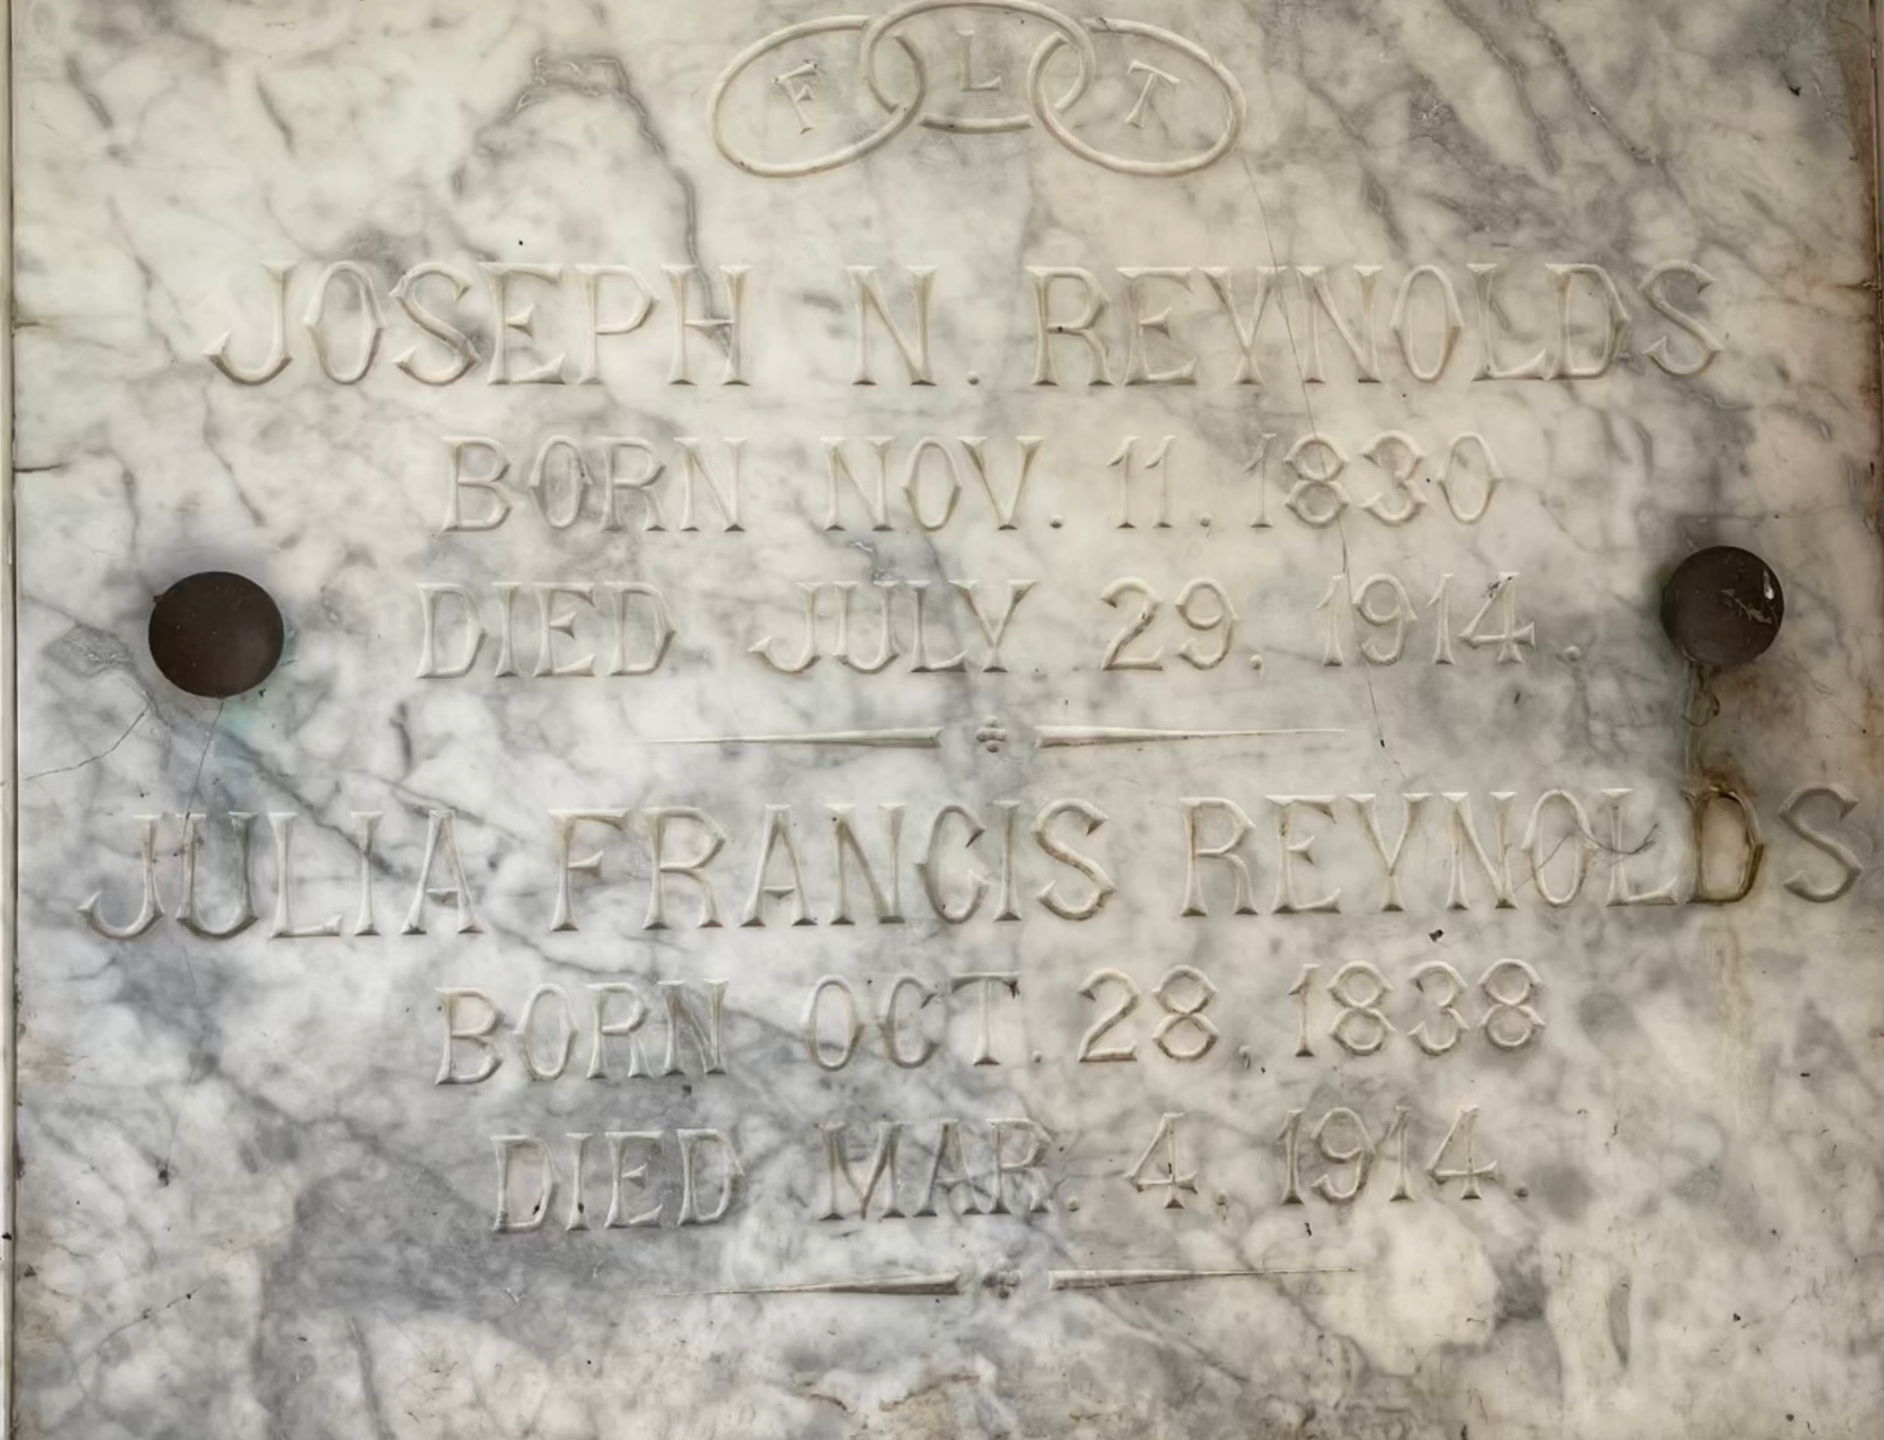 F L T
JOSEPH N. REYNOLDS
BORN NOV. 11, 1830
DIED JULY 29, 1914.
JULIA FRANCIS REYNOLDS
BORN OCT. 28, 1838
DIED MAR. 4, 1914.